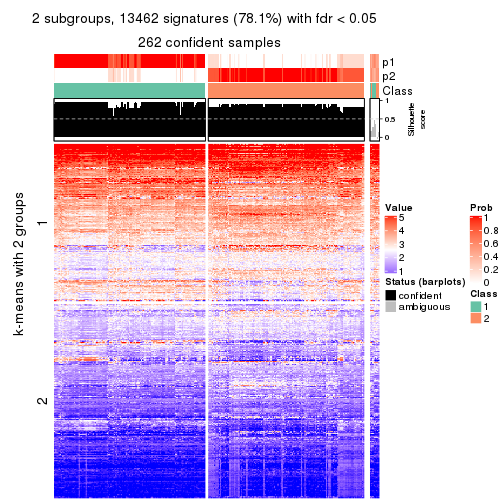 2 subgroups, 13462 signatures (78.1%) with fdr < 0.05
262 confident samples
p1
p2
Class
1
0.5
0
Silhouette
score
k-means with 2 groups
1
2
Value
5
4
3
2
1
Status (barplots)
confident
ambiguous
Prob
1
0.8
0.6
0.4
0.2
0
Class
1
2